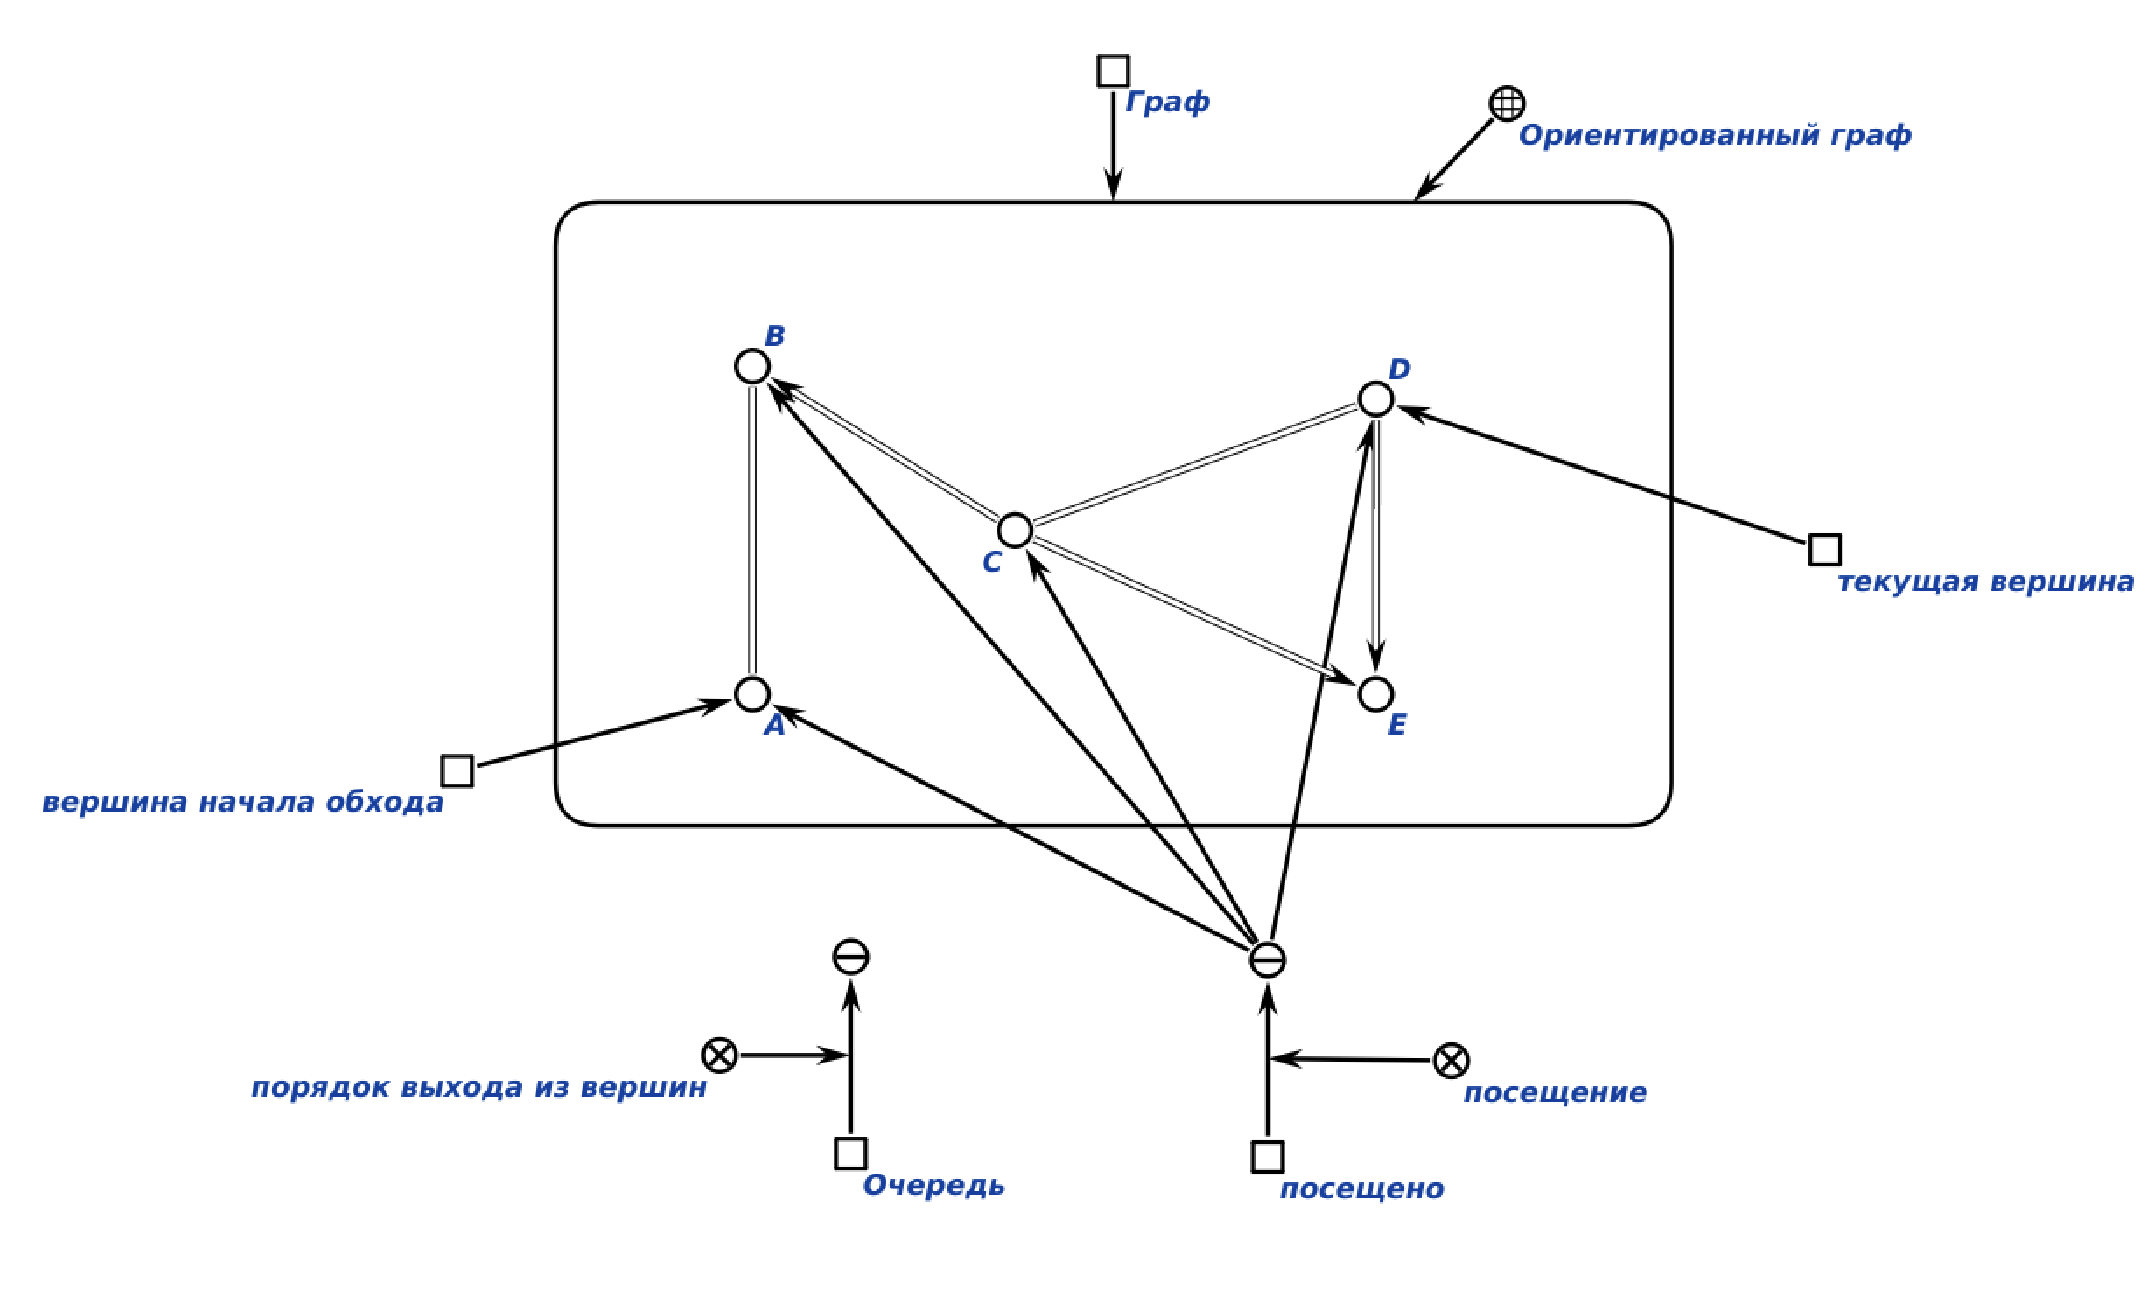 Граф
Ориентированный граф
B
D
C
текущая вершина
A
E
вершина начала обхода
порядок выхода из вершин
посещение
Очередь
посещено